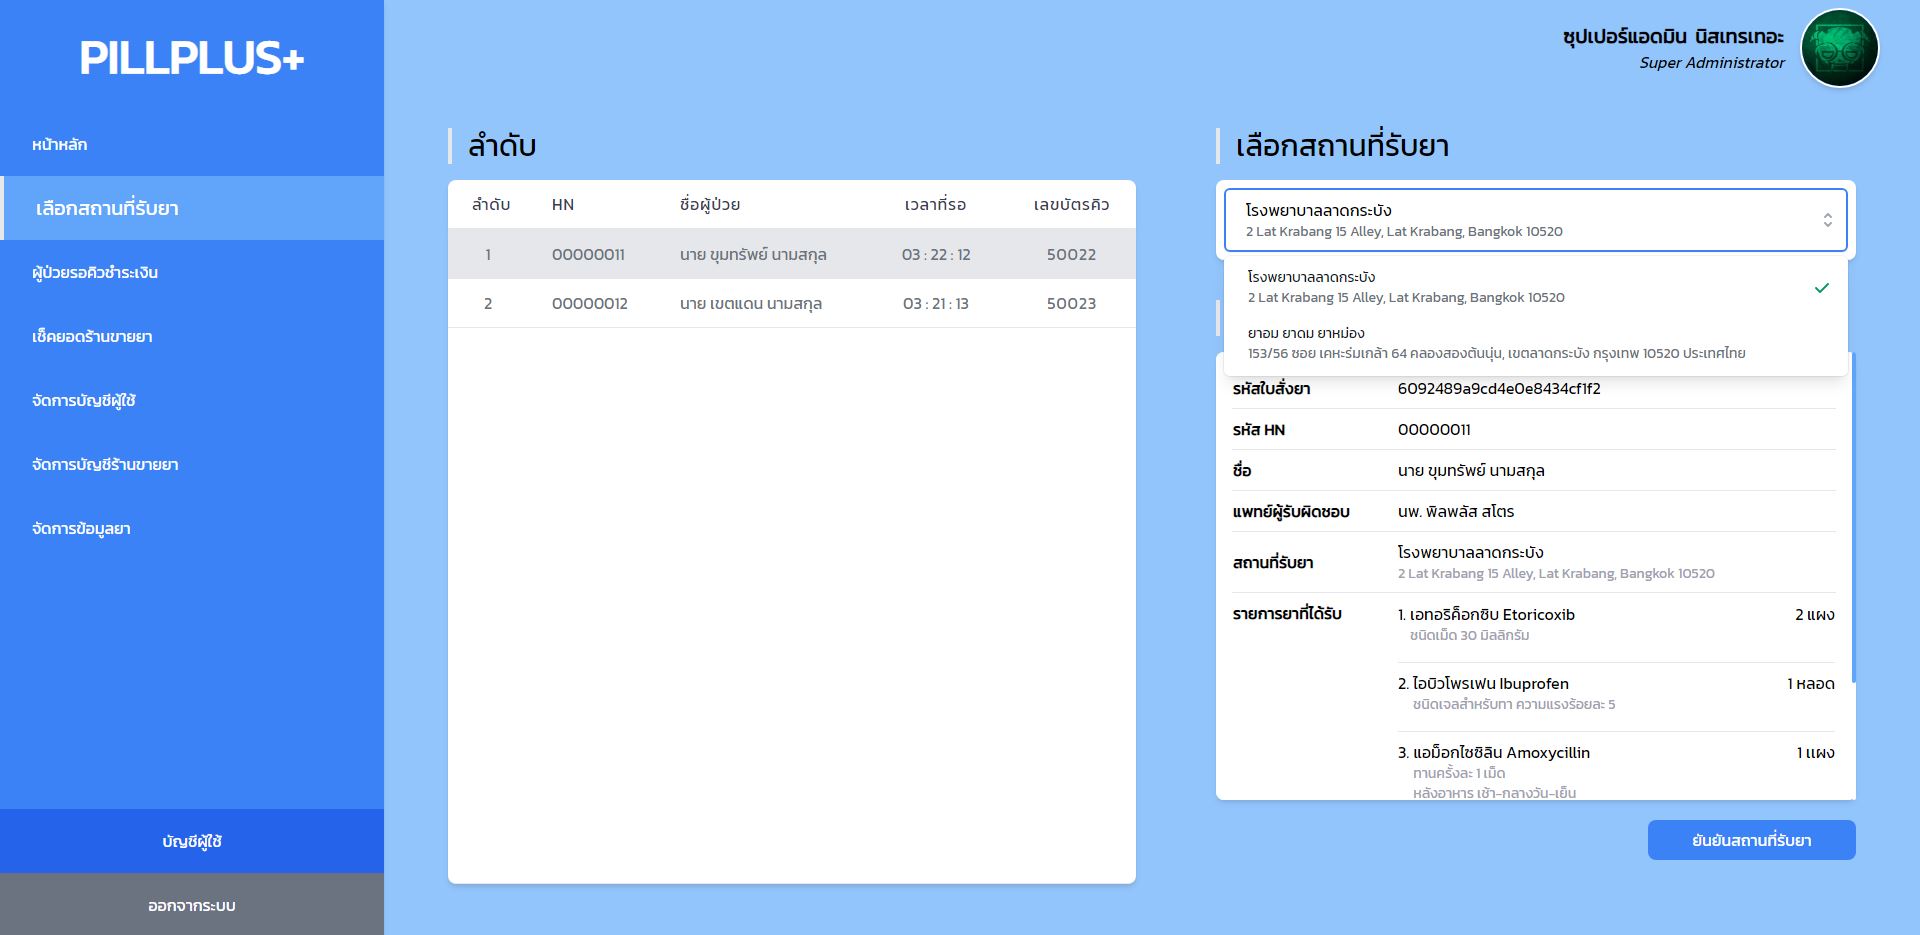 PILLPLUS+
หน้าหลัก
เลือกสถานที่รับยา
ผู้ป่วยรอคิวชำระเงิน
เช็คยอดร้านขายยา
จัดการบัญชีผู้ใช้
จัดการบัญชีร้านขายยา
จัดการข้อมูลยา
บัญชีผู้ใช้
ออกจากระบบ
ซุปเปอร์แอดมิน นิสเทรเทอะ
Super Administrator
ลำดับ
ลำดับ HN ชื่อผู้ป่วย เวลาที่รอ เลขบัตรคิว
1 00000011 นาย ขุมทรัพย์ นามสกุล 03 : 22 : 12 50022
2 00000012 นาย เขตแดน นามสกุล 03 : 21 : 13 50023
เลือกสถานที่รับยา
โรงพยาบาลลาดกระบัง
2 Lat Krabang 15 Alley, Lat Krabang, Bangkok 10520
โรงพยาบาลลาดกระบัง
2 Lat Krabang 15 Alley, Lat Krabang, Bangkok 10520
ยาอม ยาดม ยาหม่อง
153/56 ซอย เคหะร่มเกล้า 64 คลองสองต้นนุ่น, เขตลาดกระบัง กรุงเทพ 10520 ประเทศไทย
รหัสใบสั่งยา 6092489a9cd4e0e8434cf1f2
รหัส HN 00000011
ชื่อ นาย ขุมทรัพย์ นามสกุล
แพทย์ผู้รับผิดชอบ นพ. พิลพลัส สโตร
สถานที่รับยา โรงพยาบาลลาดกระบัง
2 Lat Krabang 15 Alley, Lat Krabang, Bangkok 10520
รายการยาที่ได้รับ 1. เอทอริค็อกซิบ Etoricoxib 2 แผง
ชนิดเม็ด 30 มิลลิกรัม
2. ไอบิวโพรเฟน Ibuprofen 1 หลอด
ชนิดเจลสำหรับทา ความแรงร้อยละ 5
3. แอม็อกไซซิลิน Amoxycillin 1 แผง
ทานครั้งละ 1 เม็ด
หลังอาหาร เช้า-กลางวัน-เย็น
ยันยันสถานที่รับยา